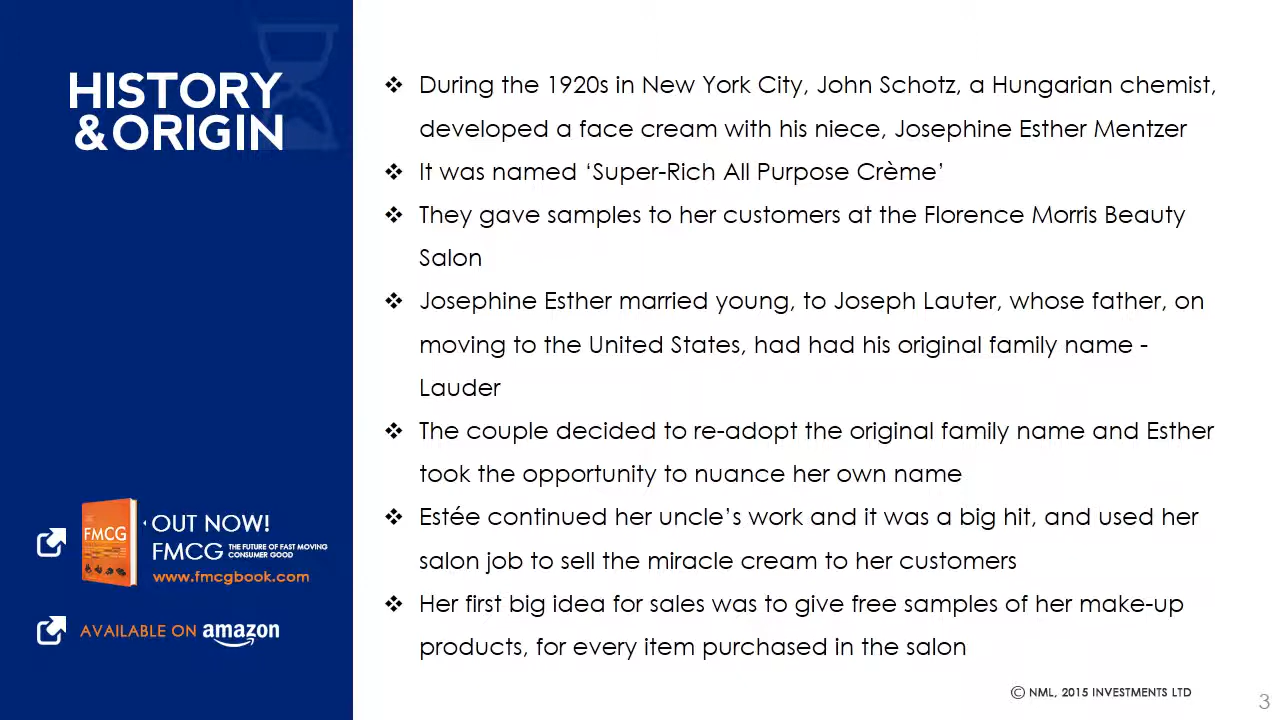 HISTORY
&ORIGIN
❖ During the 1920s in New York City, John Schotz, a Hungarian chemist,
developed a face cream with his niece, Josephine Esther Mentzer
❖ It was named ‘Super-Rich All Purpose Crème’
❖ They gave samples to her customers at the Florence Morris Beauty
Salon
❖ Josephine Esther married young, to Joseph Lauter, whose father, on
moving to the United States, had had his original family name -
Lauder
❖ The couple decided to re-adopt the original family name and Esther
took the opportunity to nuance her own name
❖ Estée continued her uncle’s work and it was a big hit, and used her
salon job to sell the miracle cream to her customers
❖ Her first big idea for sales was to give free samples of her make-up
products, for every item purchased in the salon
FMCG
OUT NOW!
FMCG THE FUTURE OF FAST MOVING
CONSUMER GOOD
www.fmcgbook.com
AVAILABLE ON amazon
© NML, 2015 INVESTMENTS LTD
3